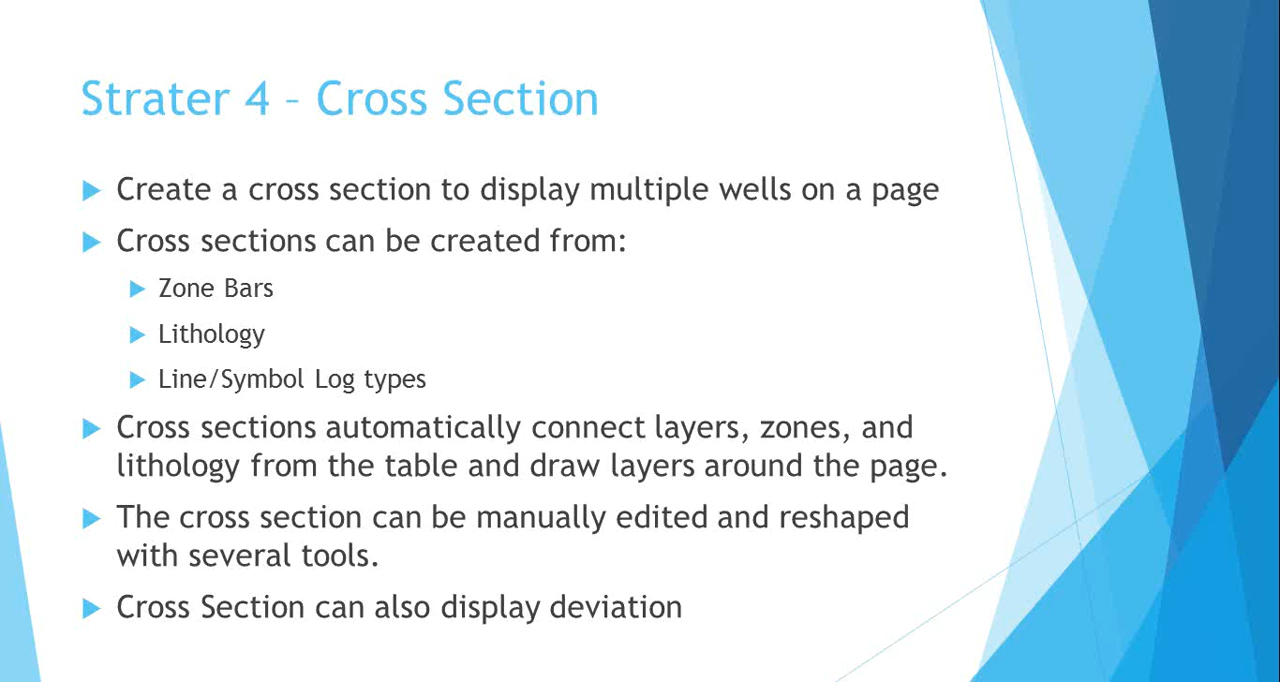 Strater 4 – Cross Section
Create a cross section to display multiple wells on a page
Cross sections can be created from:
Zone Bars
Lithology
Line/Symbol Log types
Cross sections automatically connect layers, zones, and
lithology from the table and draw layers around the page.
The cross section can be manually edited and reshaped
with several tools.
Cross Section can also display deviation